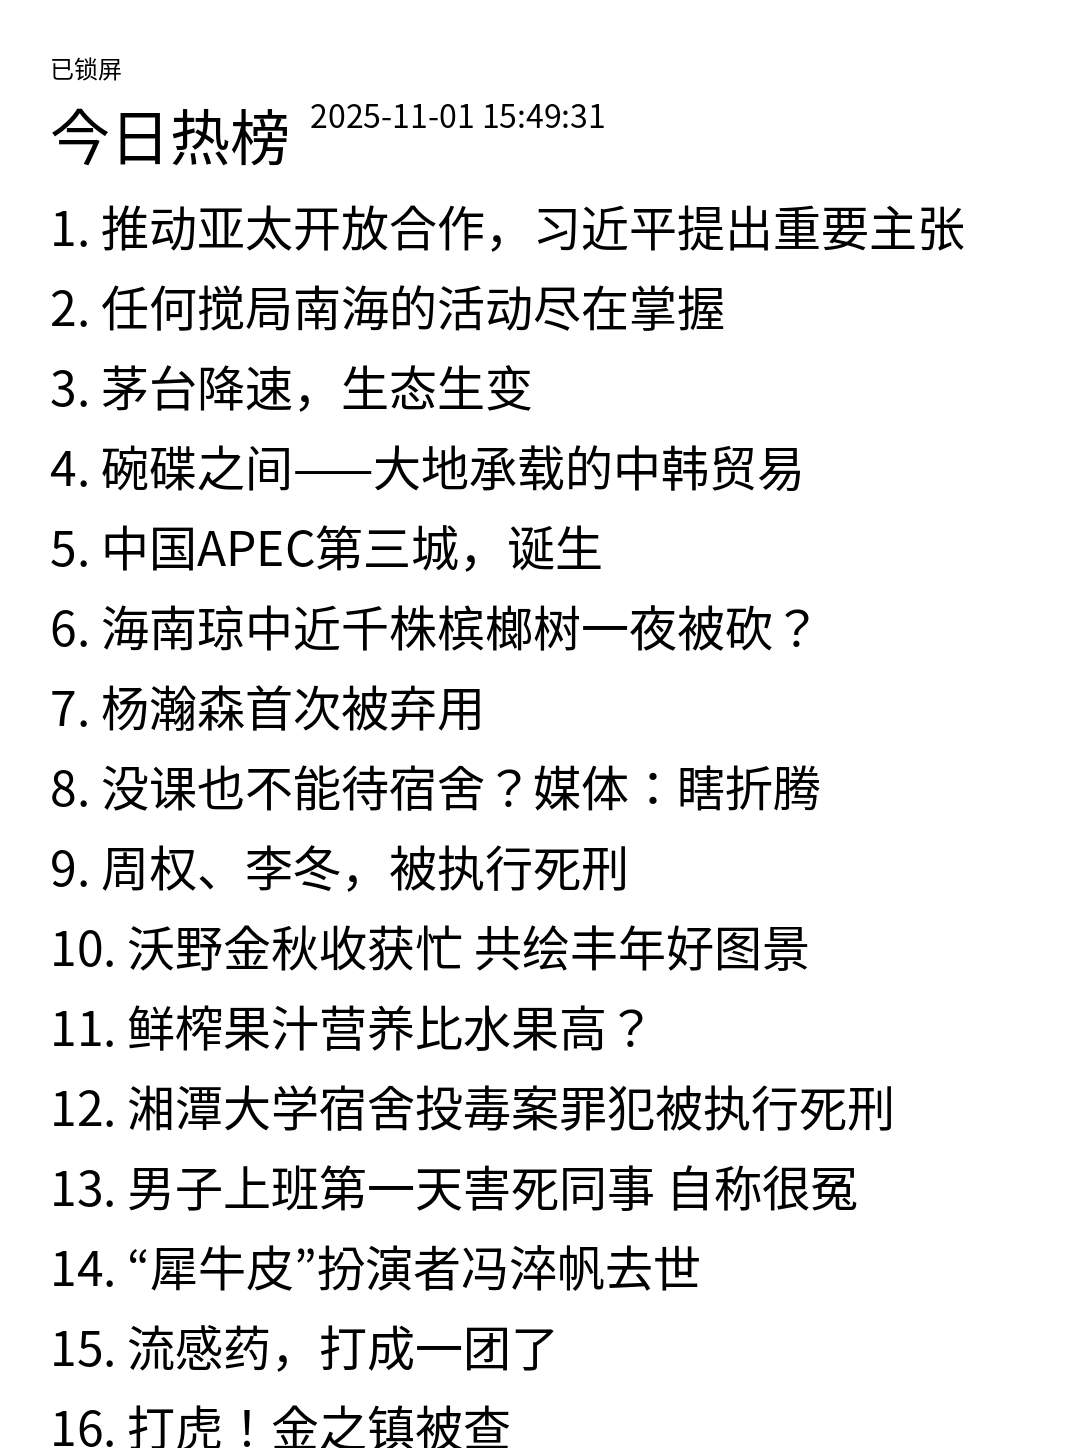 已锁屏
今日热榜 2025-11-01 15:49:31
1. 推动亚太开放合作，习近平提出重要主张
2. 任何搅局南海的活动尽在掌握
3. 茅台降速，生态生变
4. 碗碟之间——大地承载的中韩贸易
5. 中国APEC第三城，诞生
6. 海南琼中近千株槟榔树一夜被砍？
7. 杨瀚森首次被弃用
8. 没课也不能待宿舍？媒体：瞎折腾
9. 周权、李冬，被执行死刑
10. 沃野金秋收获忙 共绘丰年好图景
11. 鲜榨果汁营养比水果高？
12. 湘潭大学宿舍投毒案罪犯被执行死刑
13. 男子上班第一天害死同事 自称很冤
14. “犀牛皮”扮演者冯淬帆去世
15. 流感药，打成一团了
16. 打虎！金之镇被查